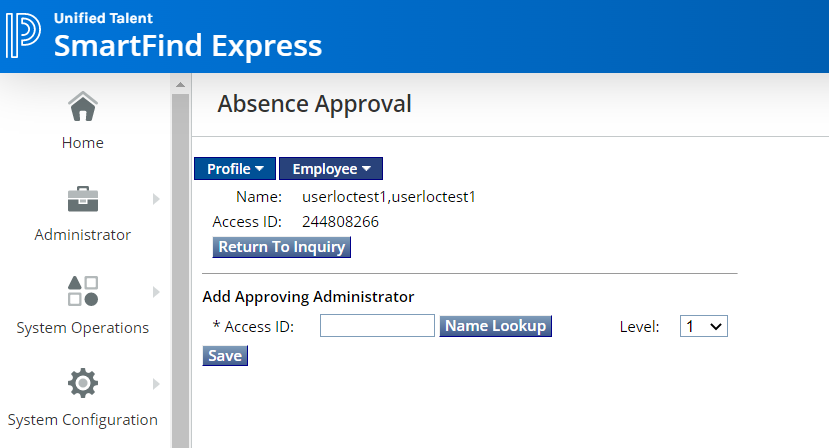 Unified Talent
SmartFind Express
Home
Administrator
System Operations
System Configuration
Absence Approval
Profile Employee
Name: userloctest1,userloctest1
Access ID: 244808266
Return To Inquiry
Add Approving Administrator
* Access ID: Name Lookup Level: 1
Save